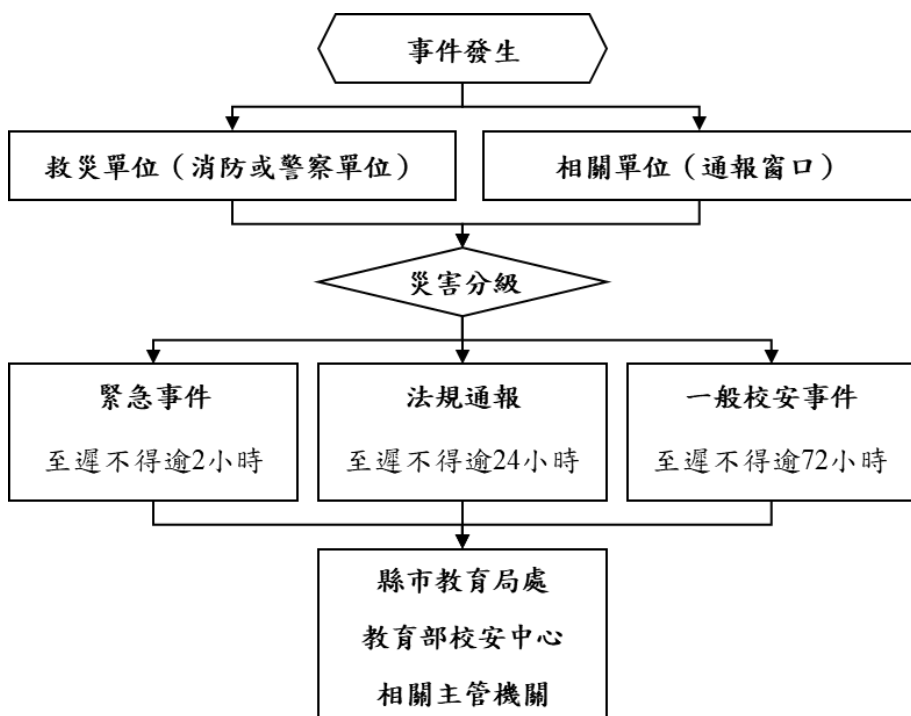 事件發生
救災單位（消防或警察單位）
相關單位（通報窗口）
災害分級
緊急事件
至遲不得逾2小時
法規通報
至遲不得逾24小時
一般校安事件
至遲不得逾72小時
縣市教育局處
教育部校安中心
相關主管機關